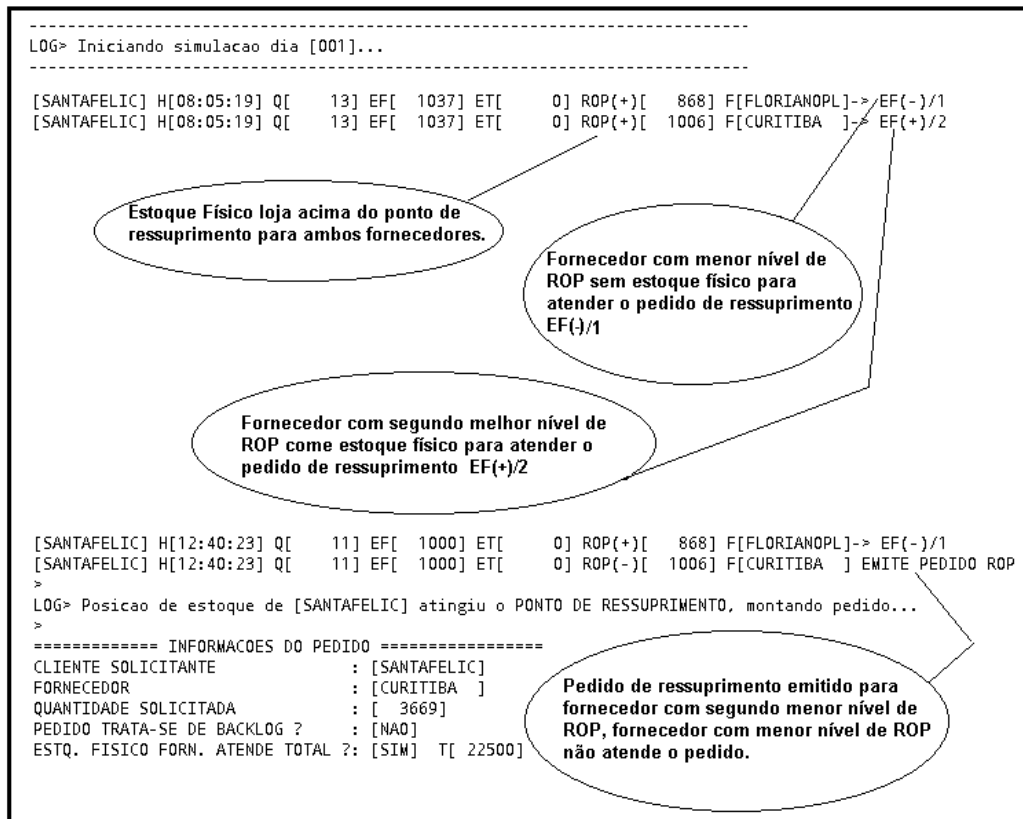 ------------------------------------------------------------
LOG> Iniciando simulacao dia [001]...
------------------------------------------------------------
[SANTAFELIC] H[08:05:19] Q[    13] EF[  1037] ET[     0] ROP(+)[   868] F[FLORIANOPL]-> EF(-)/1
[SANTAFELIC] H[08:05:19] Q[    13] EF[  1037] ET[     0] ROP(+)[  1006] F[CURITIBA  ]-> EF(+)/2
Estoque Físico loja acima do ponto de
ressuprimento para ambos fornecedores.
Fornecedor com menor nível de
ROP sem estoque físico para
atender o pedido de ressuprimento
EF(-)/1
Fornecedor com segundo melhor nível de
ROP come estoque físico para atender o
pedido de ressuprimento EF(+)/2
[SANTAFELIC] H[12:40:23] Q[    11] EF[  1000] ET[     0] ROP(+)[   868] F[FLORIANOPL]-> EF(-)/1
[SANTAFELIC] H[12:40:23] Q[    11] EF[  1000] ET[     0] ROP(-)[  1006] F[CURITIBA  ] EMITE PEDIDO ROP
>
LOG> Posicao de estoque de [SANTAFELIC] atingiu o PONTO DE RESSUPRIMENTO, montando pedido...
>
============= INFORMACOES DO PEDIDO =================
CLIENTE SOLICITANTE : [SANTAFELIC]
FORNECEDOR : [CURITIBA  ]
QUANTIDADE SOLICITADA : [  3669]
PEDIDO TRATA-SE DE BACKLOG ? : [NAO]
ESTQ. FISICO FORN. ATENDE TOTAL ?: [SIM]  T[ 22500]
Pedido de ressuprimento emitido para
fornecedor com segundo menor nível de
ROP, fornecedor com menor nível de ROP
não atende o pedido.